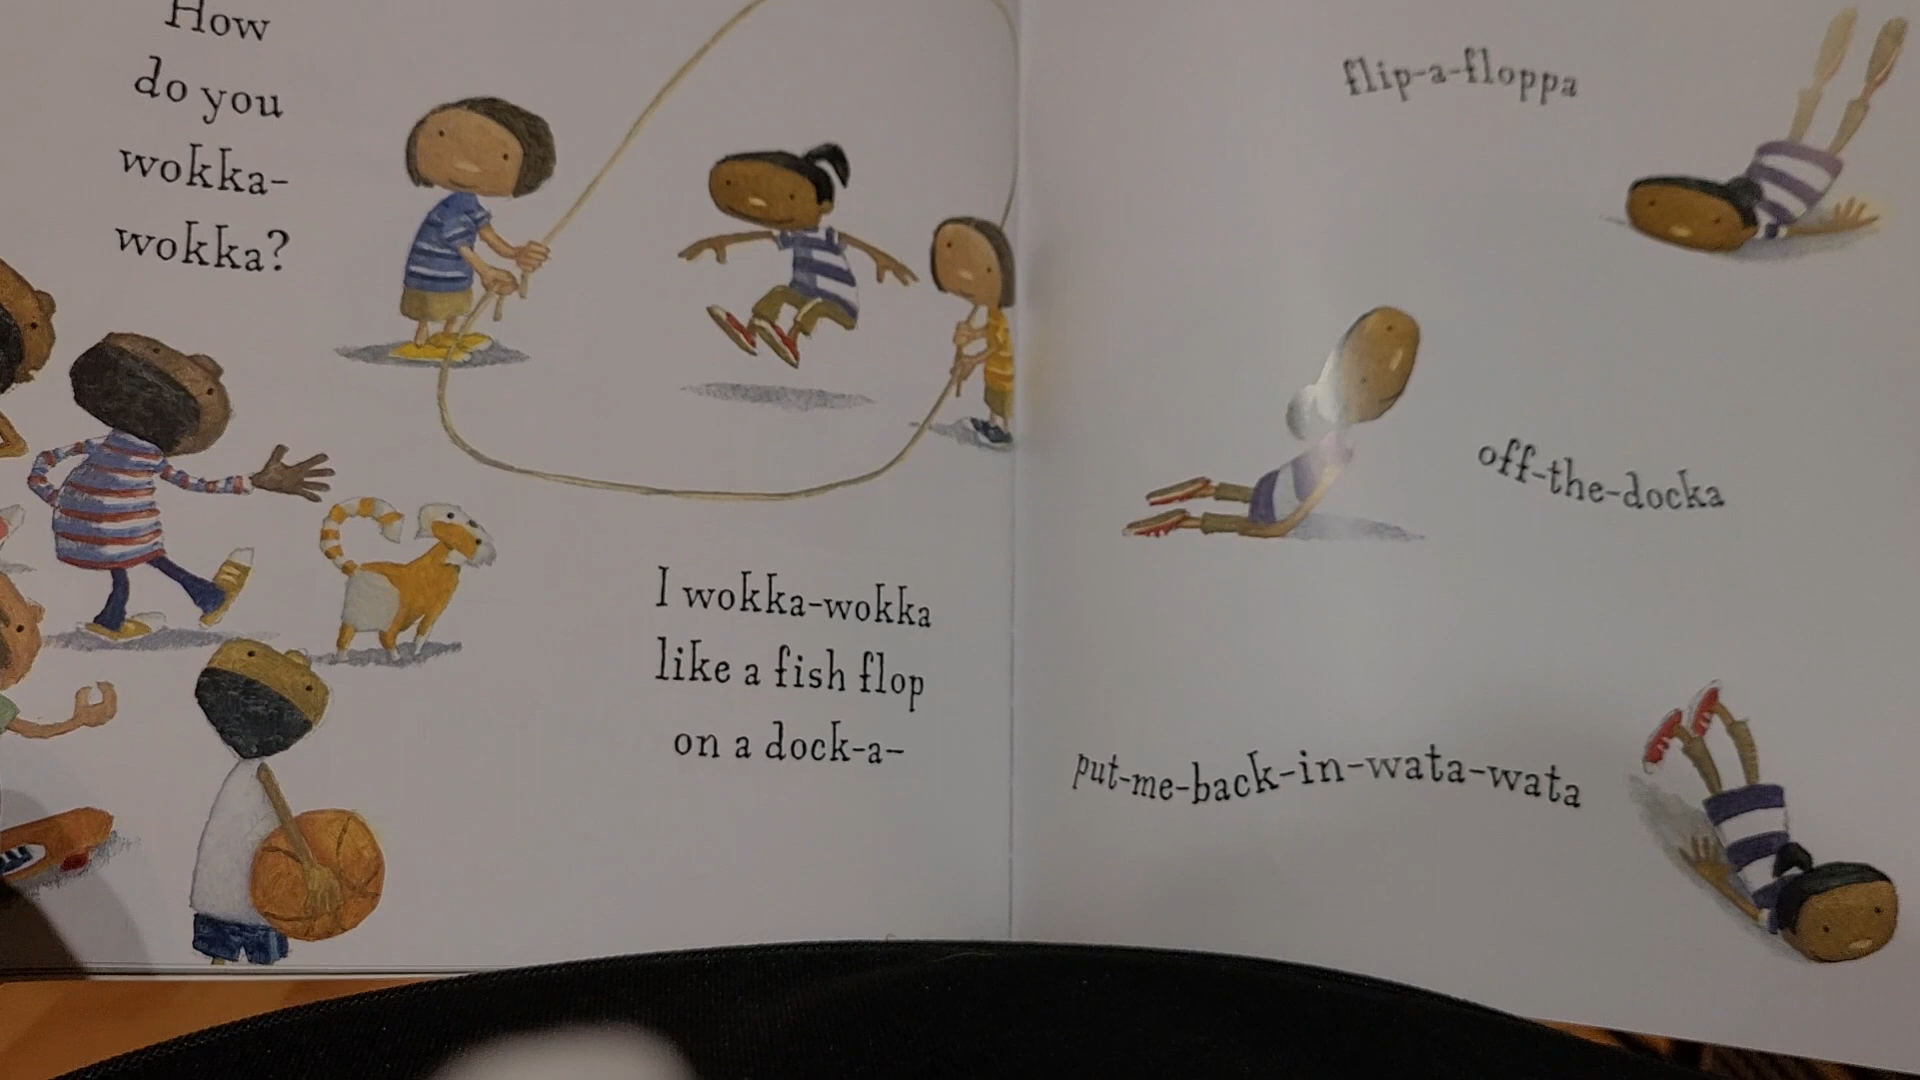 How
do you
wokka-
wokka?
I wokka-wokka
like a fish flop
on a dock-a-
flip-a-floppa
off-the-docka
put-me-back-in-wata-wata